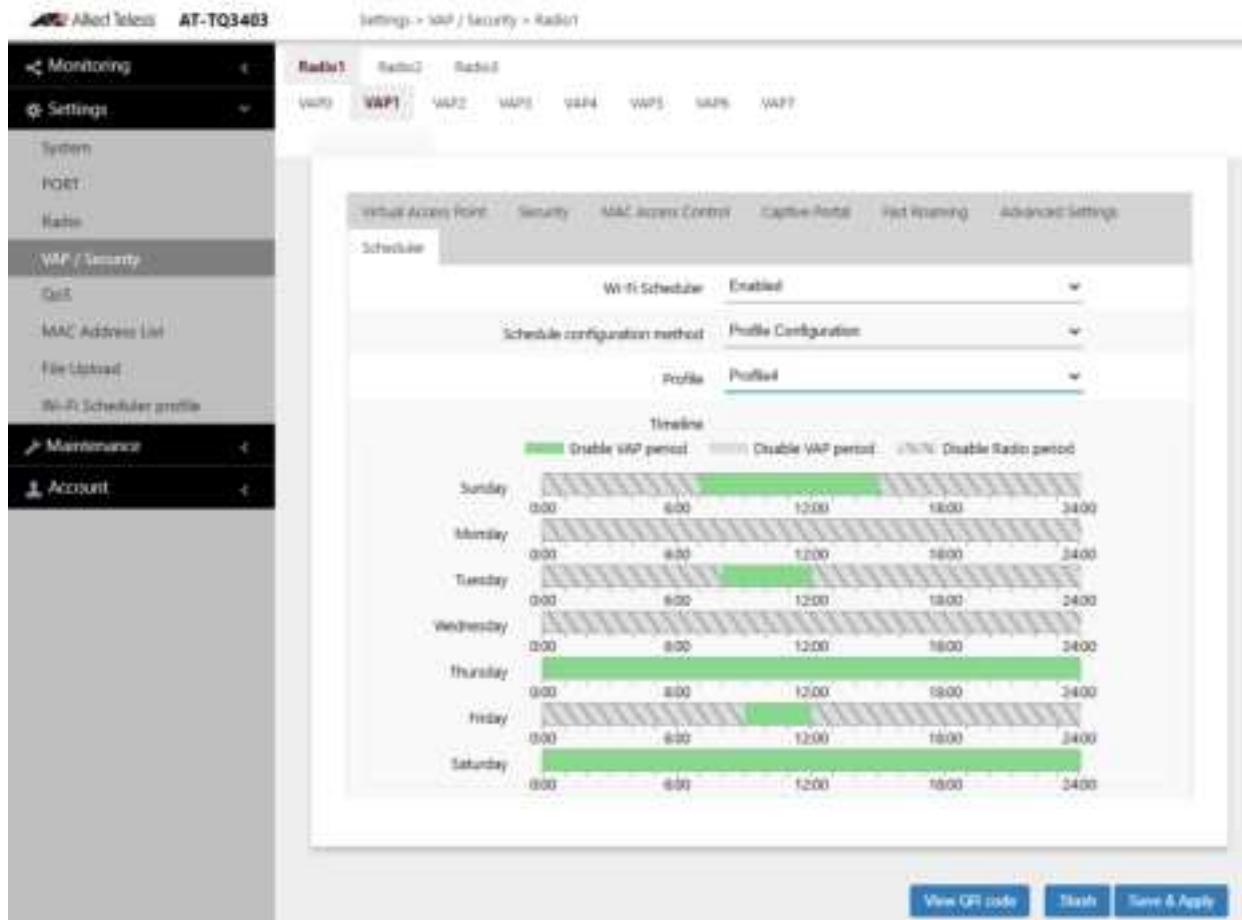 Allied Telesis AT-TQ3403
Settings > VAP / Security > Radio1
Monitoring
Settings
System
PORT
Radio
VAP / Security
QoS
MAC Address List
File Upload
Wi-Fi Scheduler profile
Maintenance
Account
Radio1 Radio2 Radio3
VAP0 VAP1 VAP2 VAP3 VAP4 VAP5 VAP6 VAP7
Virtual Access Point Security MAC Access Control Captive Portal Fast Roaming Advanced Settings
Scheduler
Wi-Fi Scheduler Enabled
Schedule configuration method Profile Configuration
Profile Profile4
Timeline
Enable VAP period Disable VAP period Disable Radio period
Sunday
0:00 6:00 12:00 18:00 24:00
Monday
0:00 6:00 12:00 18:00 24:00
Tuesday
0:00 6:00 12:00 18:00 24:00
Wednesday
0:00 6:00 12:00 18:00 24:00
Thursday
0:00 6:00 12:00 18:00 24:00
Friday
0:00 6:00 12:00 18:00 24:00
Saturday
0:00 6:00 12:00 18:00 24:00
View QR code Stash Save & Apply